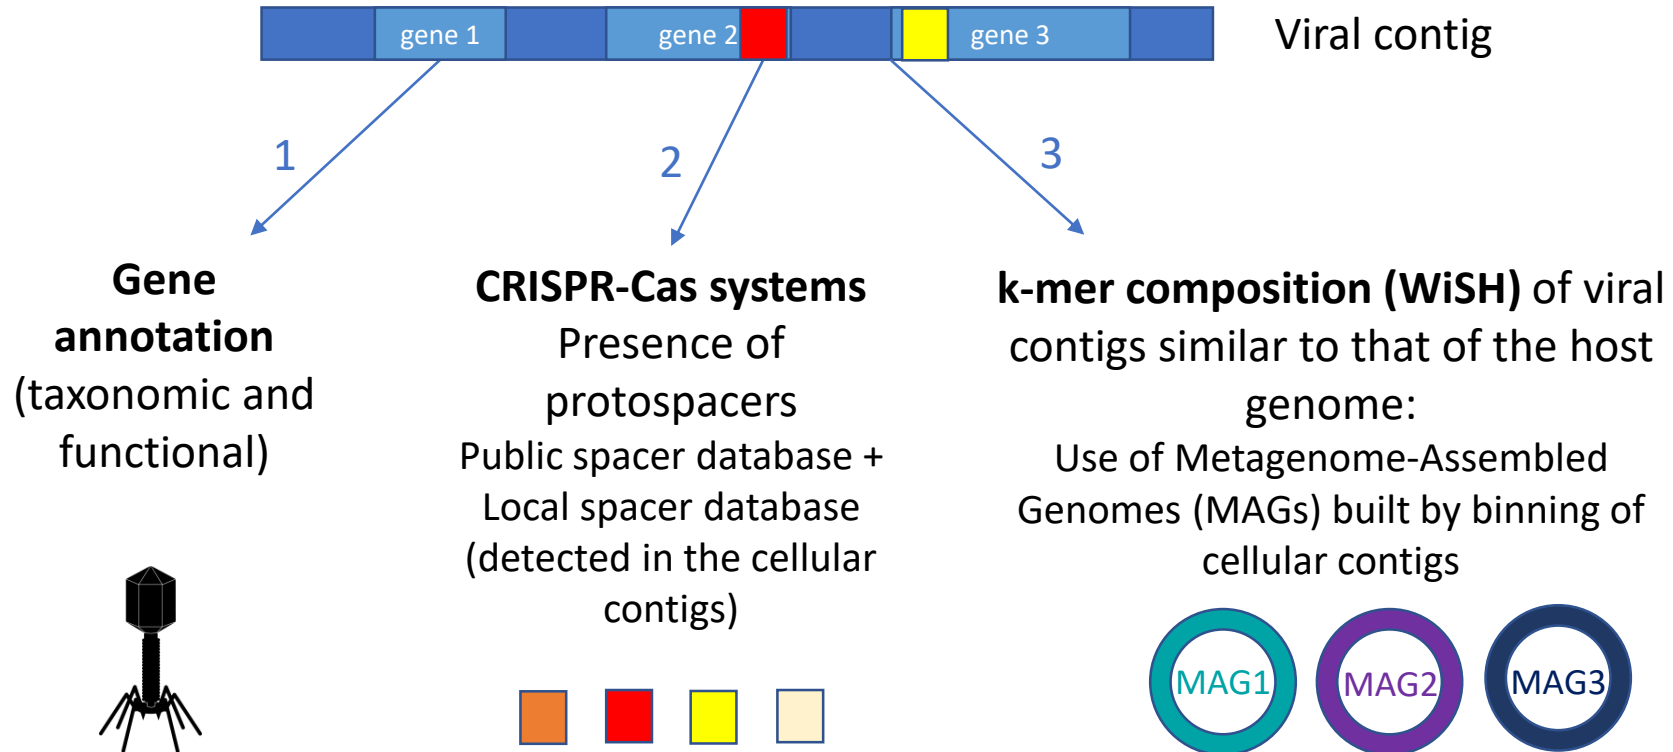 gene 1
gene 2
gene 3
Viral contig
1
2
3
Gene
annotation
(taxonomic and
functional)
CRISPR-Cas systems
Presence of
protospacers
Public spacer database +
Local spacer database
(detected in the cellular
contigs)
k-mer composition (WiSH) of viral
contigs similar to that of the host
genome:
Use of Metagenome-Assembled
Genomes (MAGs) built by binning of
cellular contigs
MAG1
MAG2
MAG3